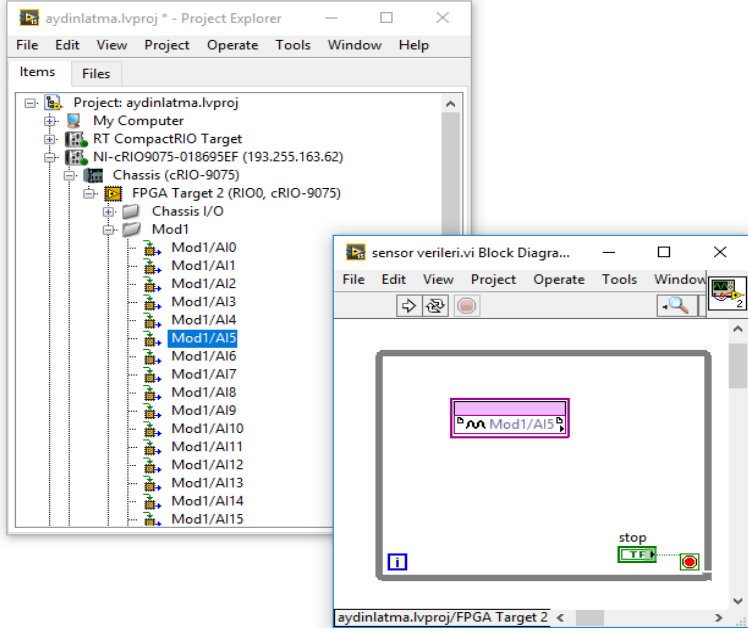 aydinlatma.lvproj * - Project Explorer
File Edit View Project Operate Tools Window Help
Items Files
Project: aydinlatma.lvproj
My Computer
RT CompactRIO Target
NI-cRIO9075-018695EF (193.255.163.62)
Chassis (cRIO-9075)
FPGA Target 2 (RIO0, cRIO-9075)
Chassis I/O
Mod1
Mod1/AI0
Mod1/AI1
Mod1/AI2
Mod1/AI3
Mod1/AI4
Mod1/AI5
Mod1/AI6
Mod1/AI7
Mod1/AI8
Mod1/AI9
Mod1/AI10
Mod1/AI11
Mod1/AI12
Mod1/AI13
Mod1/AI14
Mod1/AI15
sensor verileri.vi Block Diagra...
File Edit View Project Operate Tools Window
2
Mod1/AI5
stop
TF
i
aydinlatma.lvproj/FPGA Target 2